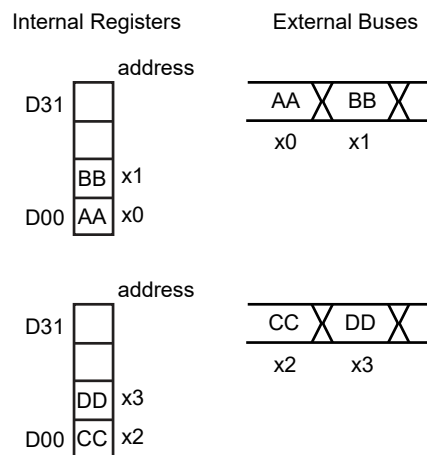 Internal Registers External Buses
address
D31 AA BB
x0 x1
BB x1
D00 AA x0
address
D31 CC DD
x2 x3
DD x3
D00 CC x2